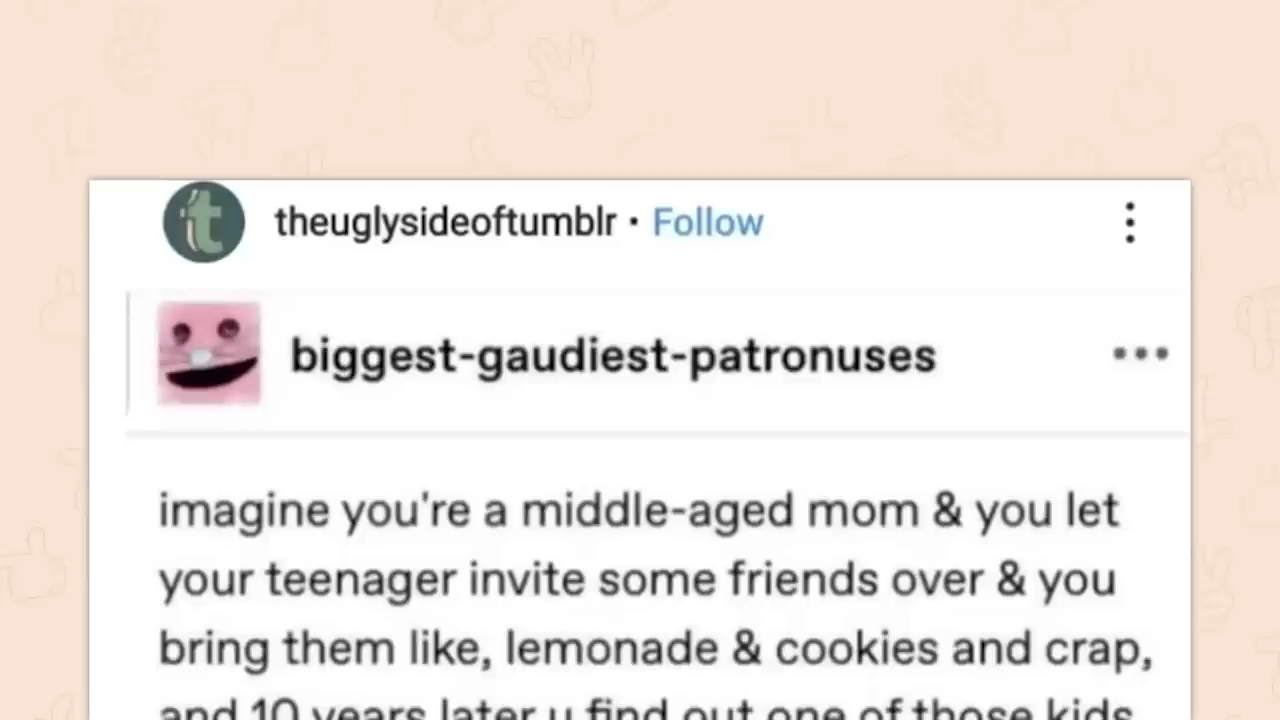 theuglysideoftumblr • Follow
biggest-gaudiest-patronuses
imagine you're a middle-aged mom & you let
your teenager invite some friends over & you
bring them like, lemonade & cookies and crap,
and 10 years later u find out one of those kids